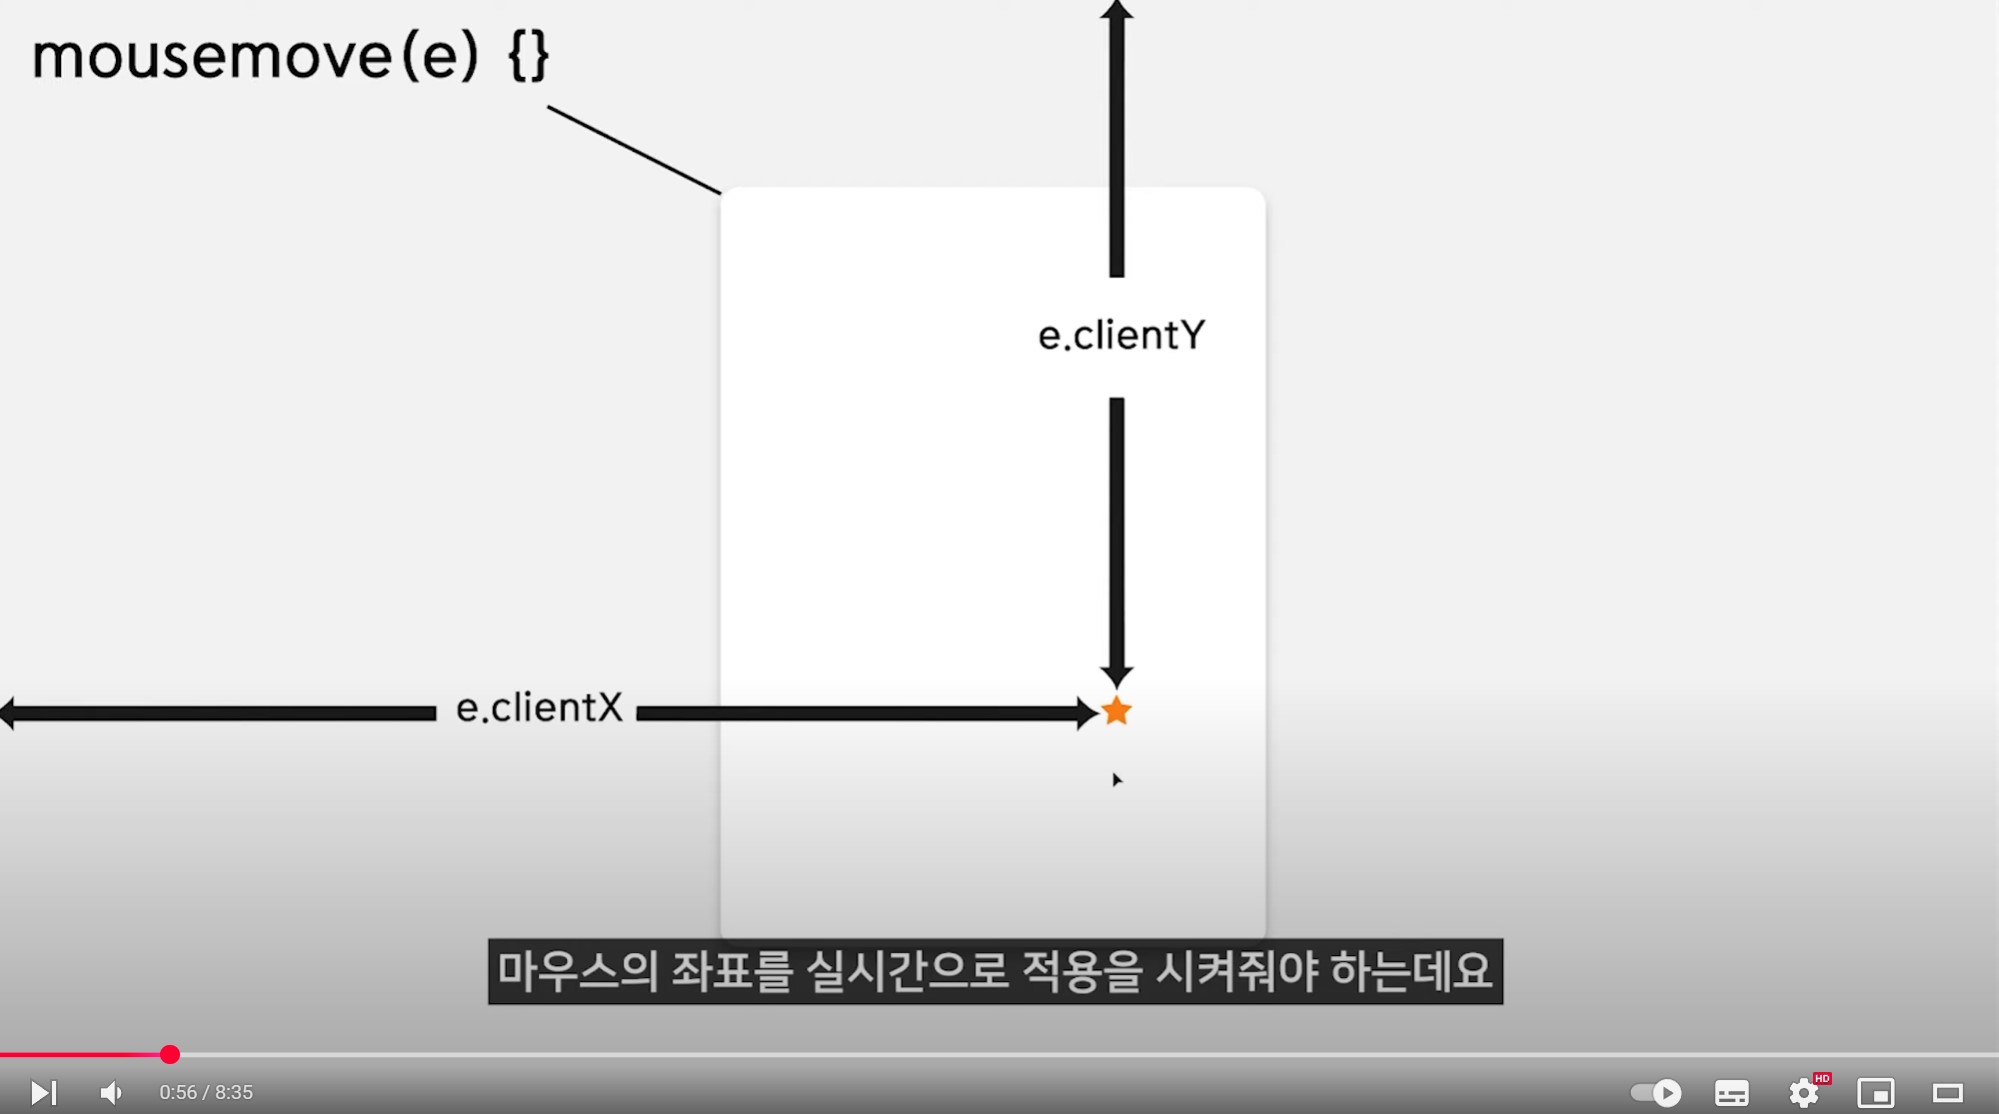 mousemove(e) {}
e.clientY
e.clientX
마우스의 좌표를 실시간으로 적용을 시켜줘야 하는데요
0:56 / 8:35
HD